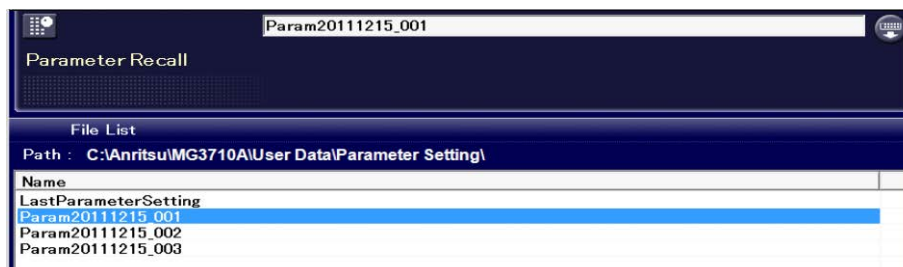 Param20111215_001
Parameter Recall
File List
Path : C:\Anritsu\MG3710A\User Data\Parameter Setting\
Name
LastParameterSetting
Param20111215_001
Param20111215_002
Param20111215_003